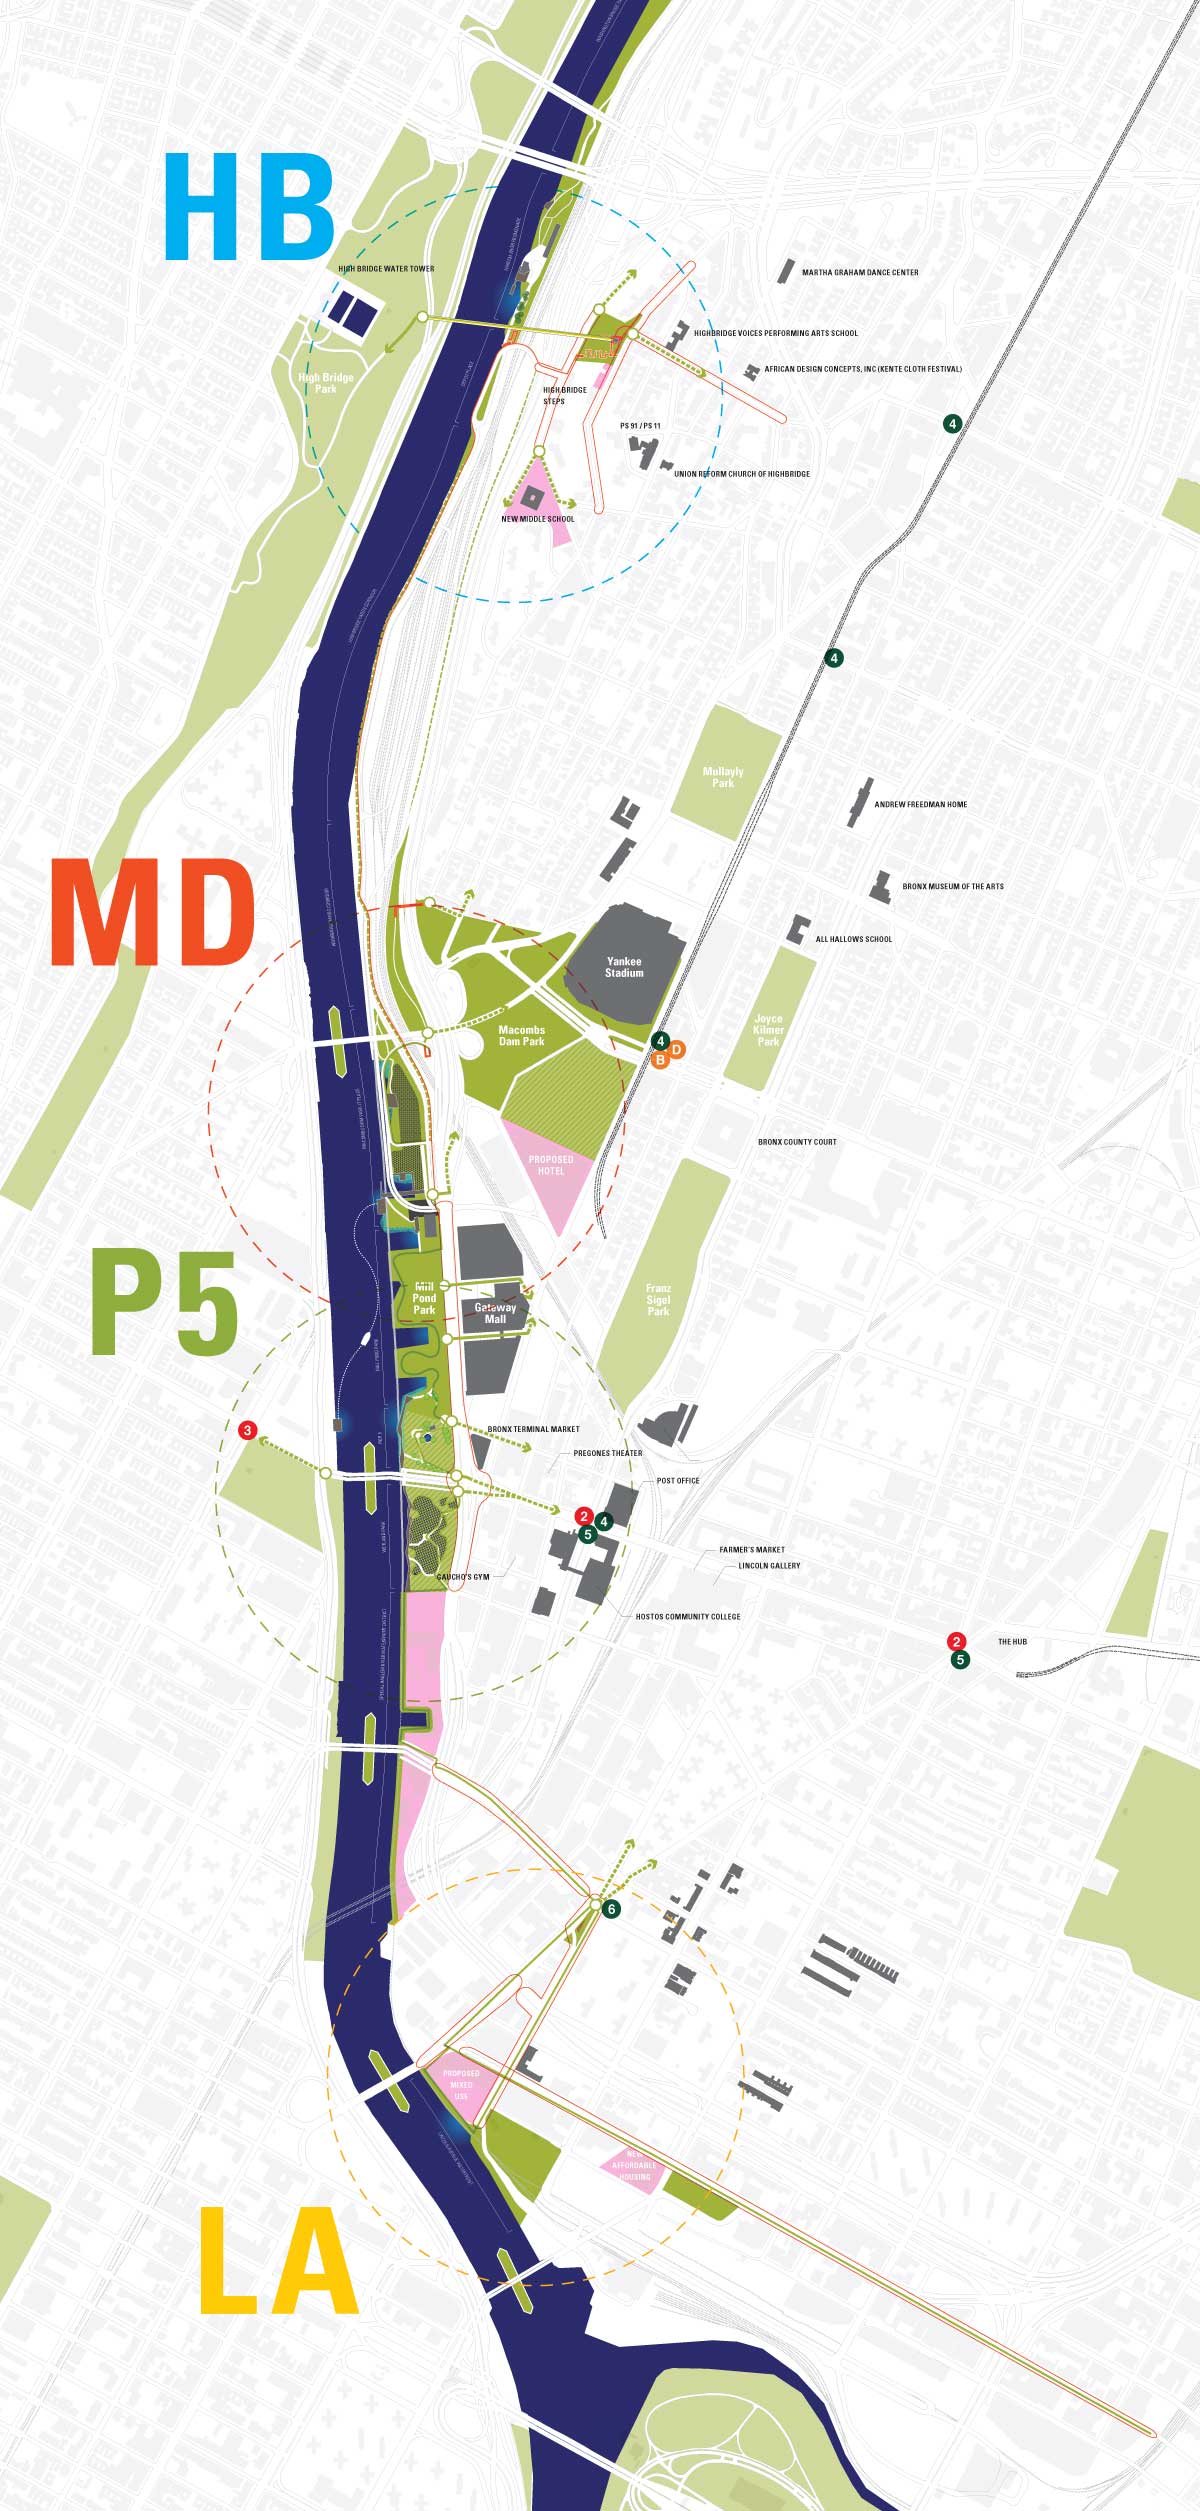 HB
HIGH BRIDGE WATER TOWER
MARTHA GRAHAM DANCE CENTER
HIGHBRIDGE VOICES PERFORMING ARTS SCHOOL
AFRICAN DESIGN CONCEPTS, INC (KENTE CLOTH FESTIVAL)
High Bridge
Park
HIGH BRIDGE
STEPS
PS 91 / PS 11
4
UNION REFORM CHURCH OF HIGHBRIDGE
NEW MIDDLE SCHOOL
4
Mullayly
Park
ANDREW FREEDMAN HOME
MD
BRONX MUSEUM OF THE ARTS
ALL HALLOWS SCHOOL
Yankee
Stadium
Macombs
Dam Park
Joyce
Kilmer
Park
4
D
B
BRONX COUNTY COURT
PROPOSED
HOTEL
P5
Mill
Pond
Park
Gateway
Mall
Franz
Sigel
Park
3
BRONX TERMINAL MARKET
PREGONES THEATER
POST OFFICE
2
4
5
FARMER'S MARKET
LINCOLN GALLERY
GAUCHO'S GYM
HOSTOS COMMUNITY COLLEGE
2
5
THE HUB
6
PROPOSED
MIXED
USE
NEW
AFFORDABLE
HOUSING
LA